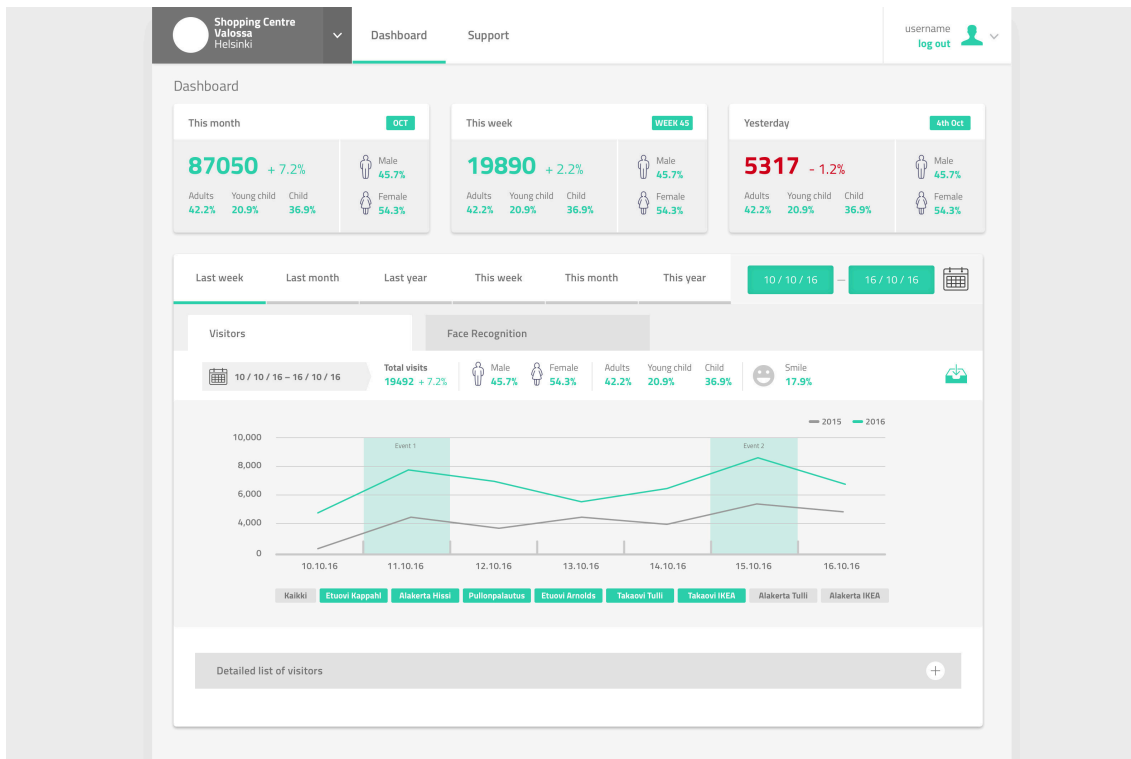 Shopping Centre
Valossa
Helsinki
Dashboard
Support
username
log out
Dashboard
This month
OCT
87050 + 7.2%
Adults Young child Child
42.2% 20.9% 36.9%
Male
45.7%
Female
54.3%
This week
WEEK 45
19890 + 2.2%
Adults Young child Child
42.2% 20.9% 36.9%
Male
45.7%
Female
54.3%
Yesterday
4th Oct
5317 - 1.2%
Adults Young child Child
42.2% 20.9% 36.9%
Male
45.7%
Female
54.3%
Last week Last month Last year This week This month This year
10 / 10 / 16 – 16 / 10 / 16
Visitors
Face Recognition
10 / 10 / 16 – 16 / 10 / 16
Total visits
19492 + 7.2%
Male
45.7%
Female
54.3%
Adults Young child Child
42.2% 20.9% 36.9%
Smile
17.9%
2015 2016
10,000
8,000
6,000
4,000
0
Event 1
Event 2
10.10.16 11.10.16 12.10.16 13.10.16 14.10.16 15.10.16 16.10.16
Kaikki Etuovi Kappahl Alakerta Hissi Pullonpalautus Etuovi Arnolds Takaovi Tulli Takaovi IKEA Alakerta Tulli Alakerta IKEA
Detailed list of visitors